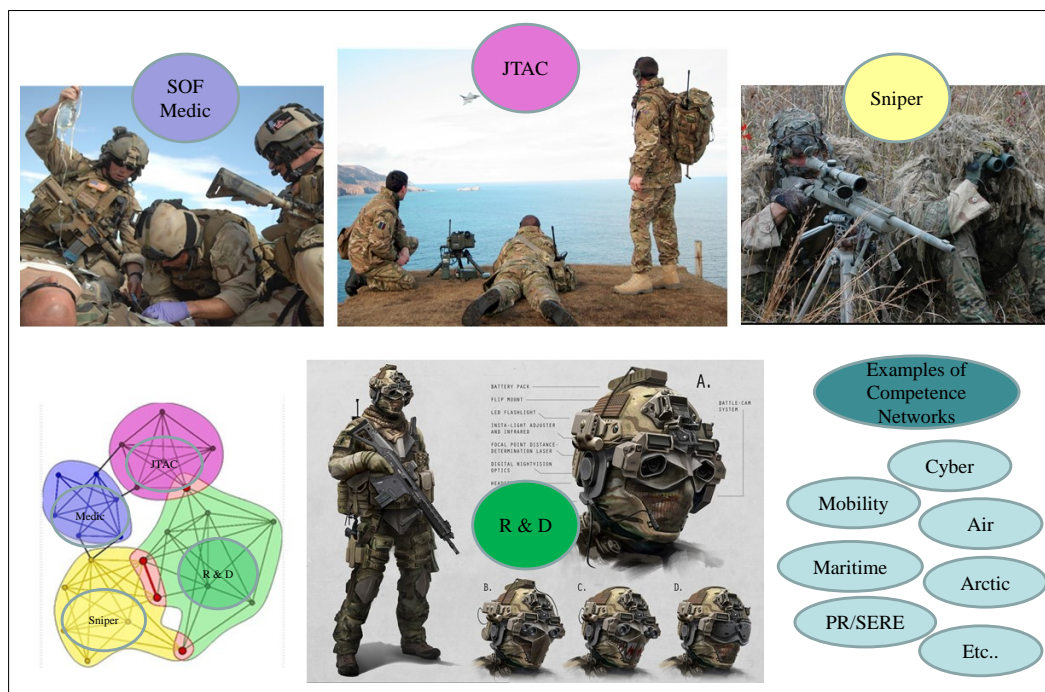 SOF
Medic
JTAC
Sniper
JTAC
Medic
R & D
Sniper
A.
BATTERY PACK
FLIP MOUNT
LED FLASHLIGHT
INSTA-LIGHT ADJUSTER
AND INFRARED
FOCAL POINT DISTANCE-
DETERMINATION LASER
DIGITAL NIGHTVISION
OPTICS
BATTLE-CAM
SYSTEM
R & D
B.
C.
D.
Examples of
Competence
Networks
Cyber
Mobility
Air
Maritime
Arctic
PR/SERE
Etc..